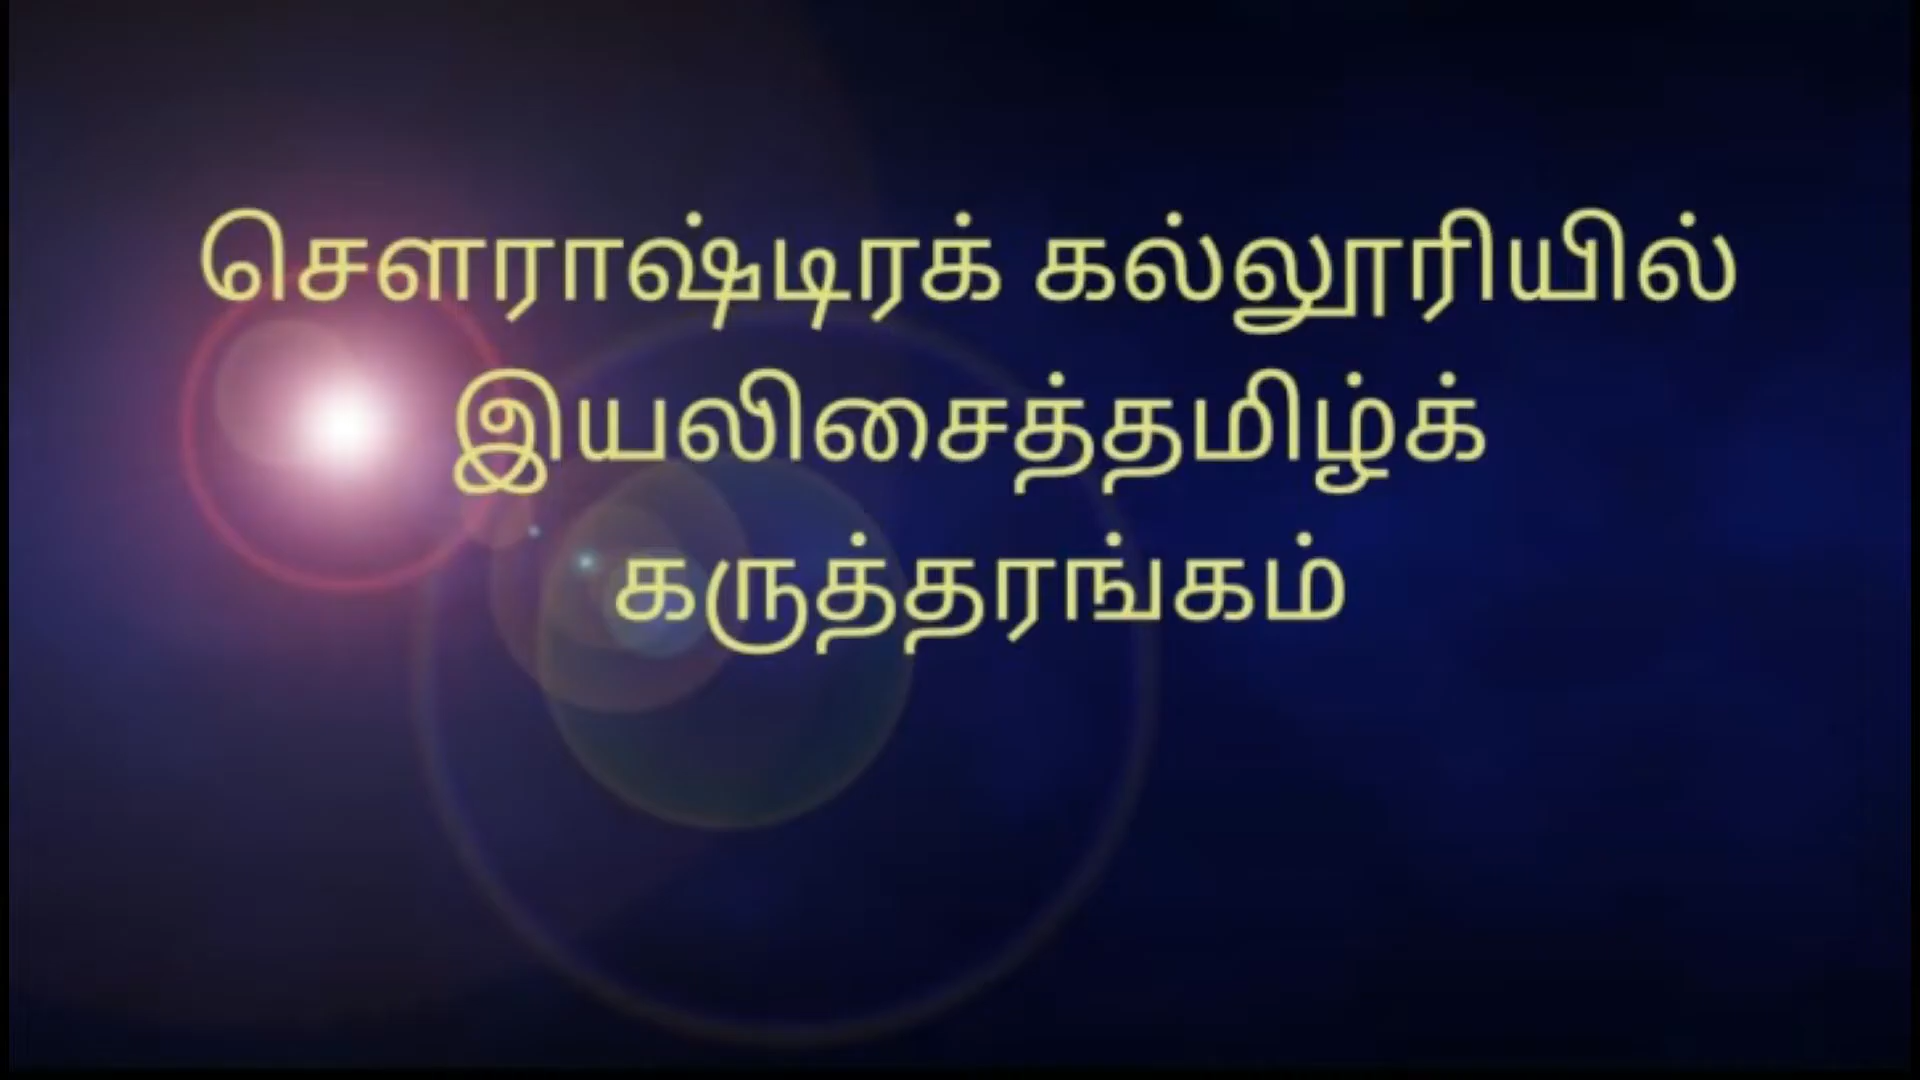 சௌராஷ்டிரக் கல்லூரியில்
இயலிசைத்தமிழ்க்
கருத்தரங்கம்